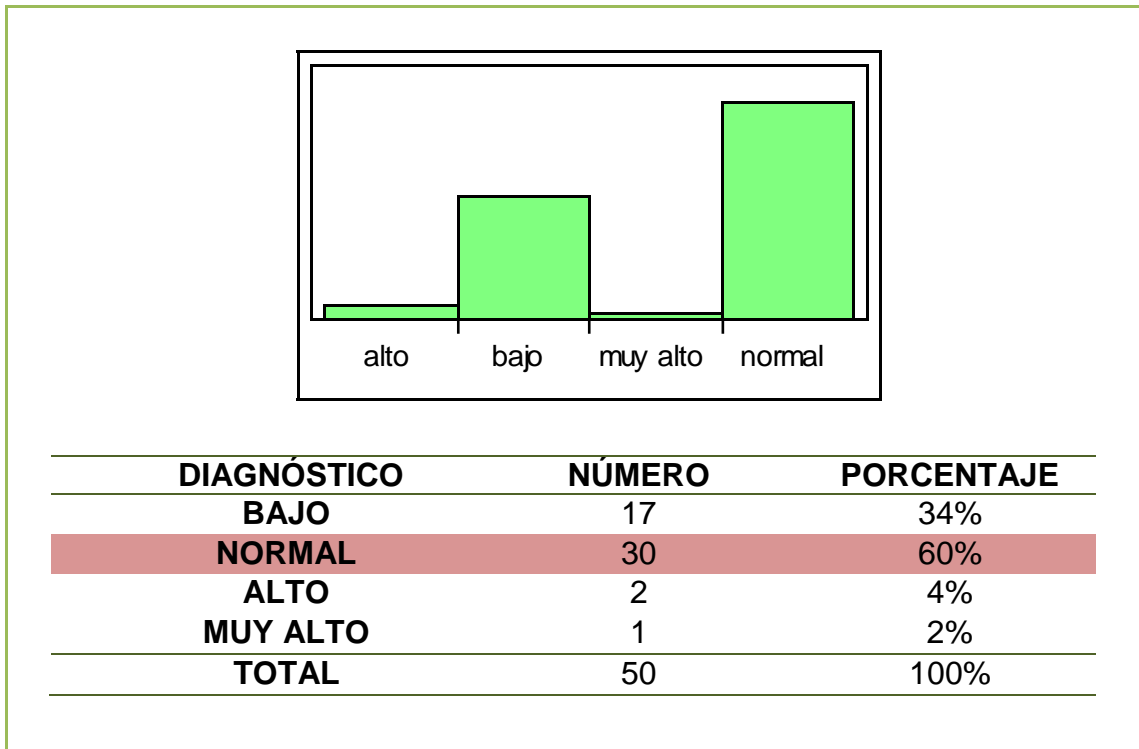 alto bajo muy alto normal
DIAGNÓSTICO NÚMERO PORCENTAJE
BAJO 17 34%
NORMAL 30 60%
ALTO 2 4%
MUY ALTO 1 2%
TOTAL 50 100%